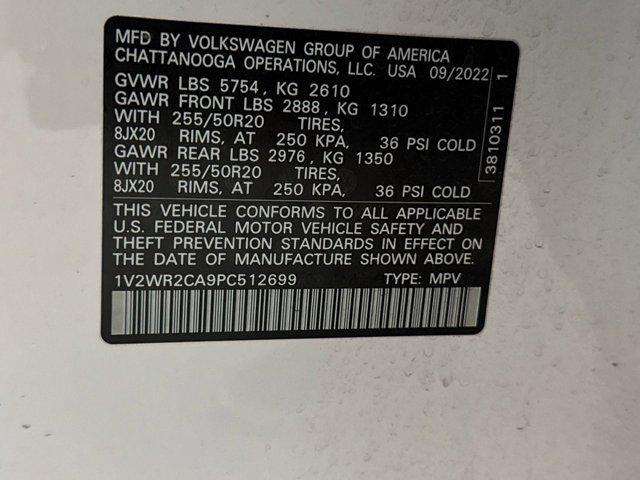 MFD BY VOLKSWAGEN GROUP OF AMERICA
CHATTANOOGA OPERATIONS, LLC. USA 09/2022
GVWR LBS 5754, KG 2610
GAWR FRONT LBS 2888, KG 1310
WITH 255/50R20 TIRES,
8JX20 RIMS, AT 250 KPA, 36 PSI COLD
GAWR REAR LBS 2976, KG 1350
WITH 255/50R20 TIRES,
8JX20 RIMS, AT 250 KPA, 36 PSI COLD
THIS VEHICLE CONFORMS TO ALL APPLICABLE
U.S. FEDERAL MOTOR VEHICLE SAFETY AND
THEFT PREVENTION STANDARDS IN EFFECT ON
THE DATE OF MANUFACTURE SHOWN ABOVE.
1V2WR2CA9PC512699 TYPE: MPV
3810311 1